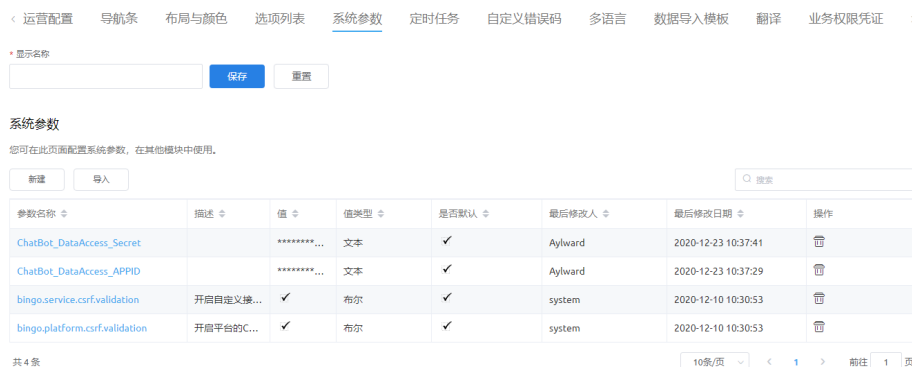 运营配置 导航条 布局与颜色 选项列表 系统参数 定时任务 自定义错误码 多语言 数据导入模板 翻译 业务权限凭证
* 显示名称
保存 重置
系统参数
您可在此页面配置系统参数，在其他模块中使用。
新建 导入 搜索
参数名称 描述 值 值类型 是否默认 最后修改人 最后修改日期 操作
ChatBot_DataAccess_Secret ********... 文本 Aylward 2020-12-23 10:37:41
ChatBot_DataAccess_APPID ********... 文本 Aylward 2020-12-23 10:37:29
bingo.service.csrf.validation 开启自定义接... 布尔 system 2020-12-10 10:30:53
bingo.platform.csrf.validation 开启平台的C... 布尔 system 2020-12-10 10:30:53
共 4 条 10条/页 1 前往 1 页